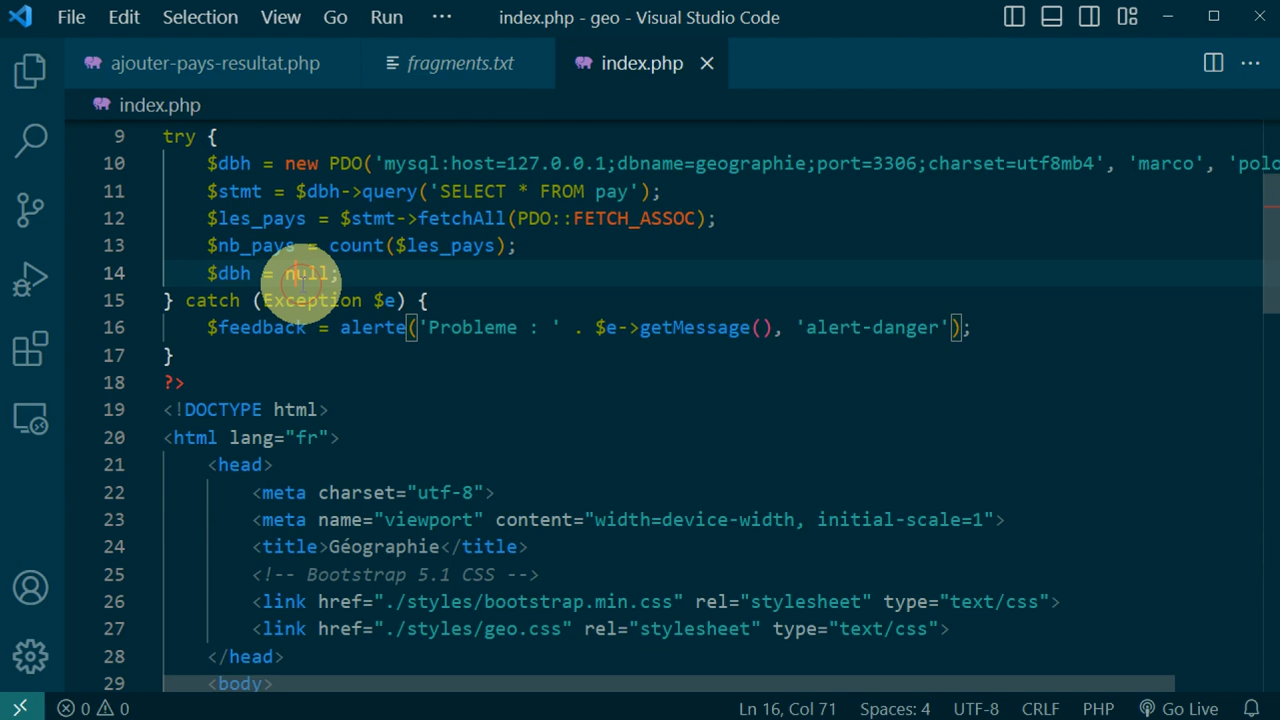 File Edit Selection View Go Run ··· index.php - geo - Visual Studio Code
ajouter-pays-resultat.php fragments.txt index.php
index.php
9 try {
10 $dbh = new PDO('mysql:host=127.0.0.1;dbname=geographie;port=3306;charset=utf8mb4', 'marco', 'polo
11 $stmt = $dbh->query('SELECT * FROM pay');
12 $les_pays = $stmt->fetchAll(PDO::FETCH_ASSOC);
13 $nb_pays = count($les_pays);
14 $dbh = null;
15 } catch (Exception $e) {
16 $feedback = alerte('Probleme : ' . $e->getMessage(), 'alert-danger');
17 }
18 ?>
19 <!DOCTYPE html>
20 <html lang="fr">
21 <head>
22 <meta charset="utf-8">
23 <meta name="viewport" content="width=device-width, initial-scale=1">
24 <title>Géographie</title>
25 <!-- Bootstrap 5.1 CSS -->
26 <link href="./styles/bootstrap.min.css" rel="stylesheet" type="text/css">
27 <link href="./styles/geo.css" rel="stylesheet" type="text/css">
28 </head>
29 <body>
0 0 Ln 16, Col 71 Spaces: 4 UTF-8 CRLF PHP Go Live